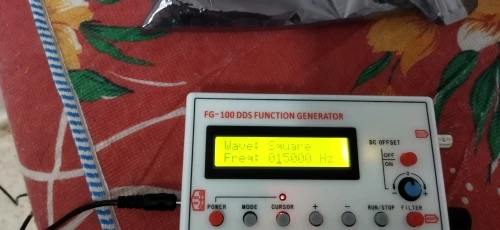 FG-100 DDS FUNCTION GENERATOR
Wave: Square
Freq: 015000 Hz
DC OFFSET
OFF
ON
0
POWER MODE CURSOR + − RUN/STOP FILTER